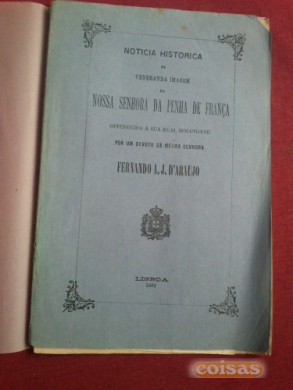 NOTICIA HISTORICA
DA
VENERANDA IMAGEM
DE
NOSSA SENHORA DA PENHA DE FRANÇA
OFFERECIDA A SUA REAL IRMANDADE
POR UM DEVOTO DA MESMA SENHORA
FERNANDO L. J. D'ARAUJO
LISBOA
coisas